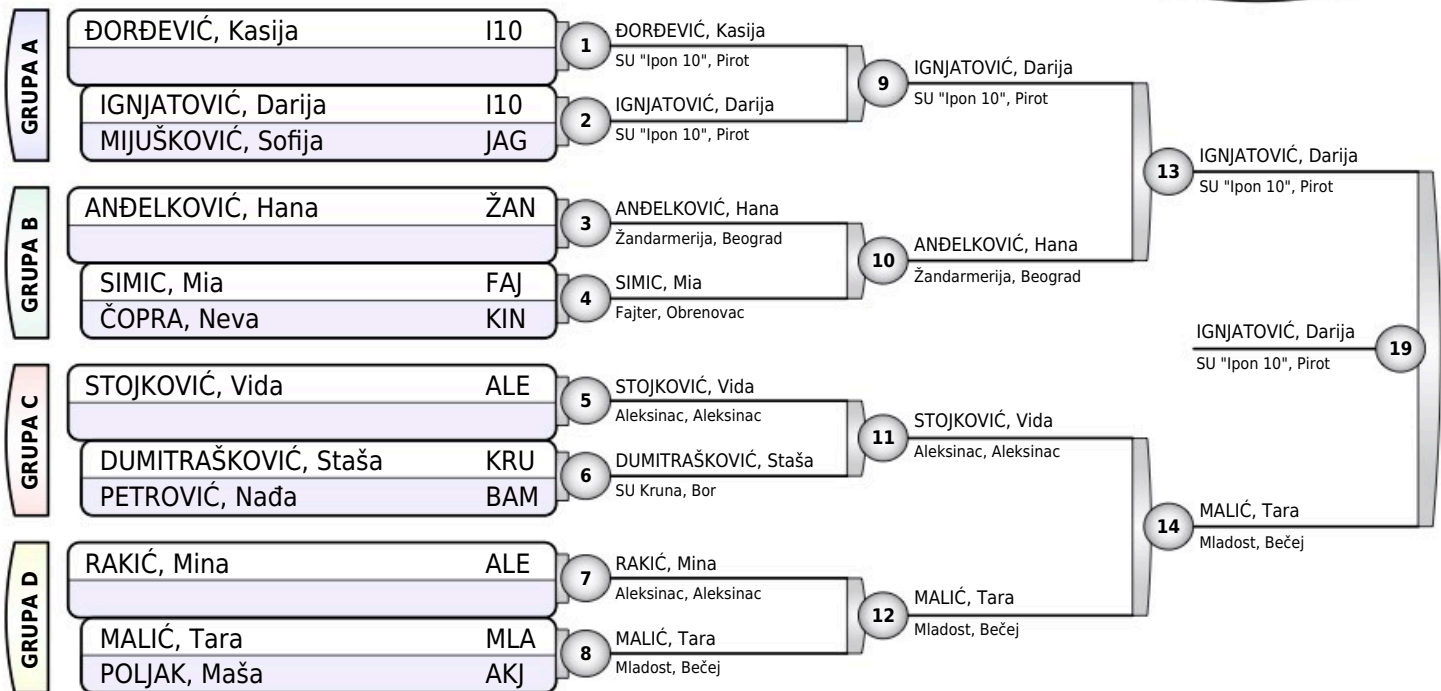 GRUPA A
ĐORĐEVIĆ, Kasija I10
IGNJATOVIĆ, Darija I10
MIJUŠKOVIĆ, Sofija JAG
GRUPA B
ANĐELKOVIĆ, Hana ŽAN
SIMIC, Mia FAJ
ČOPRA, Neva KIN
GRUPA C
STOJKOVIĆ, Vida ALE
DUMITRAŠKOVIĆ, Staša KRU
PETROVIĆ, Nađa BAM
GRUPA D
RAKIĆ, Mina ALE
MALIĆ, Tara MLA
POLJAK, Maša AKJ
1
ĐORĐEVIĆ, Kasija
SU "Ipon 10", Pirot
2
IGNJATOVIĆ, Darija
SU "Ipon 10", Pirot
3
ANĐELKOVIĆ, Hana
Žandarmerija, Beograd
4
SIMIC, Mia
Fajter, Obrenovac
5
STOJKOVIĆ, Vida
Aleksinac, Aleksinac
6
DUMITRAŠKOVIĆ, Staša
SU Kruna, Bor
7
RAKIĆ, Mina
Aleksinac, Aleksinac
8
MALIĆ, Tara
Mladost, Bečej
9
IGNJATOVIĆ, Darija
SU "Ipon 10", Pirot
10
ANĐELKOVIĆ, Hana
Žandarmerija, Beograd
11
STOJKOVIĆ, Vida
Aleksinac, Aleksinac
12
MALIĆ, Tara
Mladost, Bečej
13
IGNJATOVIĆ, Darija
SU "Ipon 10", Pirot
14
MALIĆ, Tara
Mladost, Bečej
IGNJATOVIĆ, Darija
SU "Ipon 10", Pirot
19